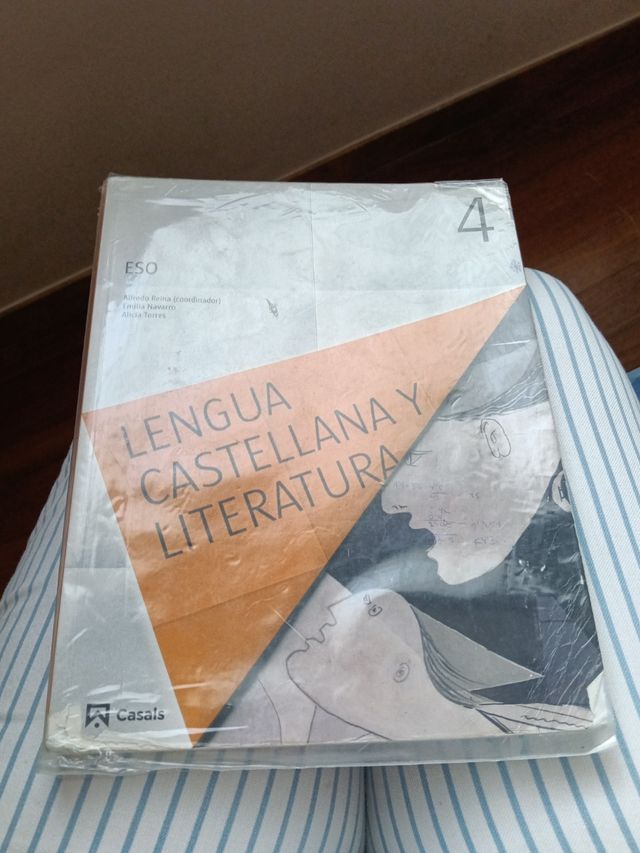 4
ESO
Alfredo Reina (coordinador)
Emilia Navarro
Alicia Torres
LENGUA
CASTELLANA Y
LITERATURA
Casals